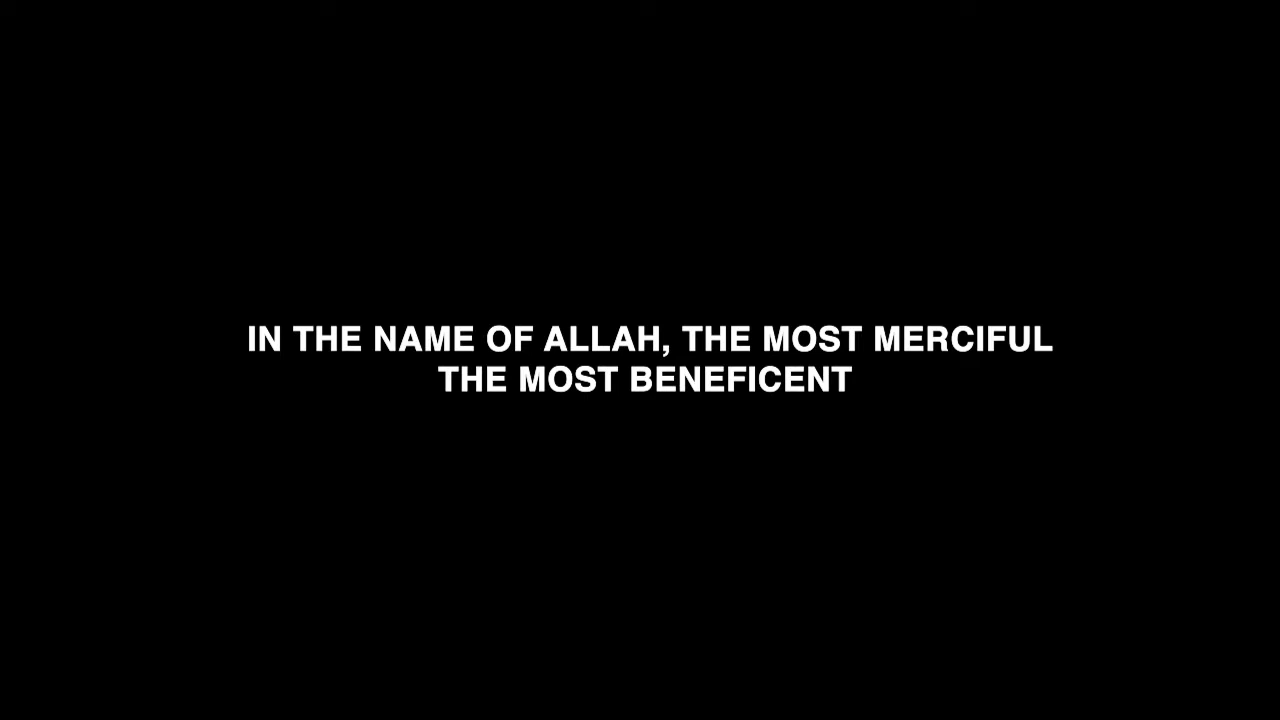 IN THE NAME OF ALLAH, THE MOST MERCIFUL
THE MOST BENEFICENT